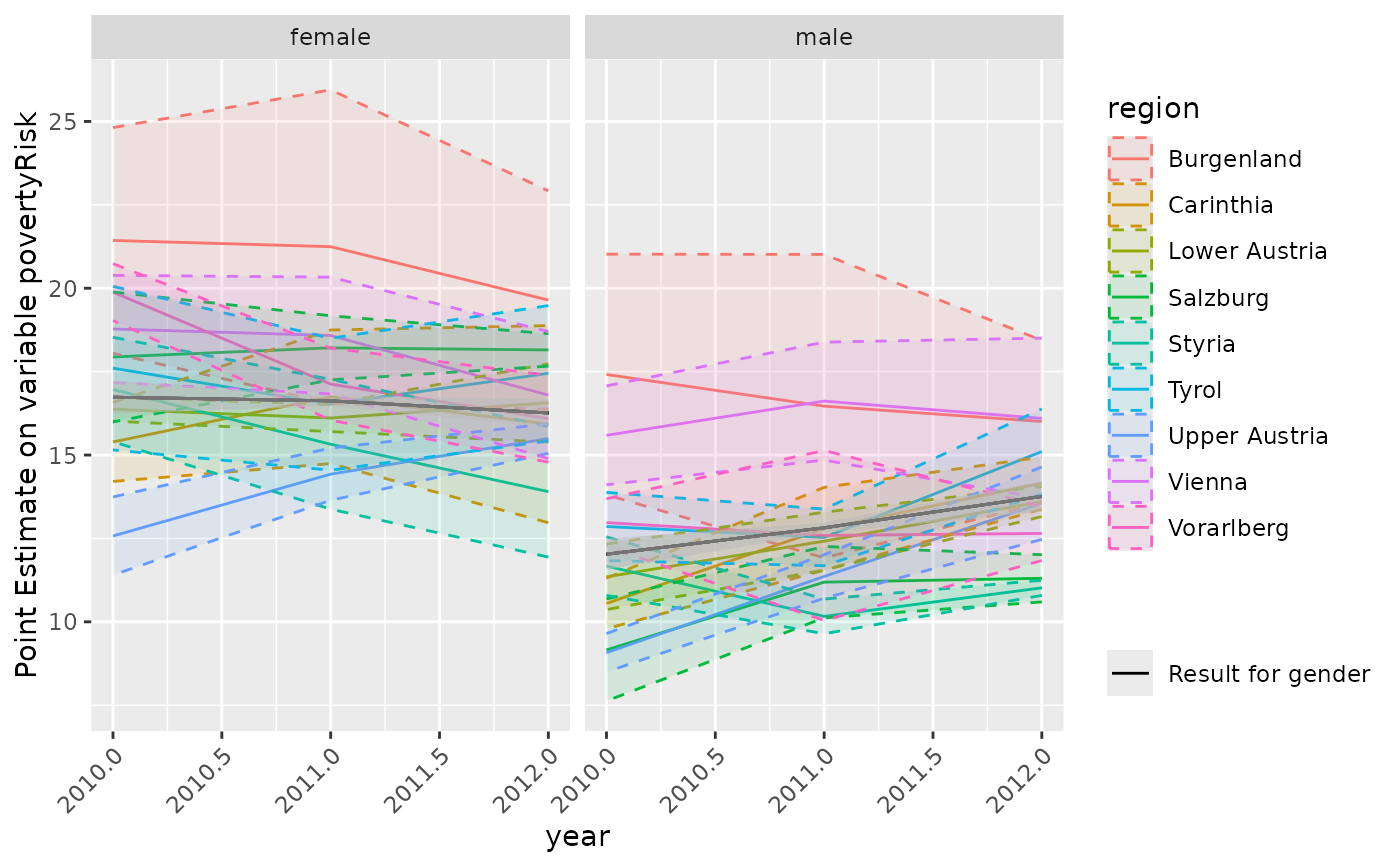 female
male
Point Estimate on variable povertyRisk
25
20
15
10
2010.0
2010.5
2011.0
2011.5
2012.0
2010.0
2010.5
2011.0
2011.5
2012.0
year
region
Burgenland
Carinthia
Lower Austria
Salzburg
Styria
Tyrol
Upper Austria
Vienna
Vorarlberg
Result for gender